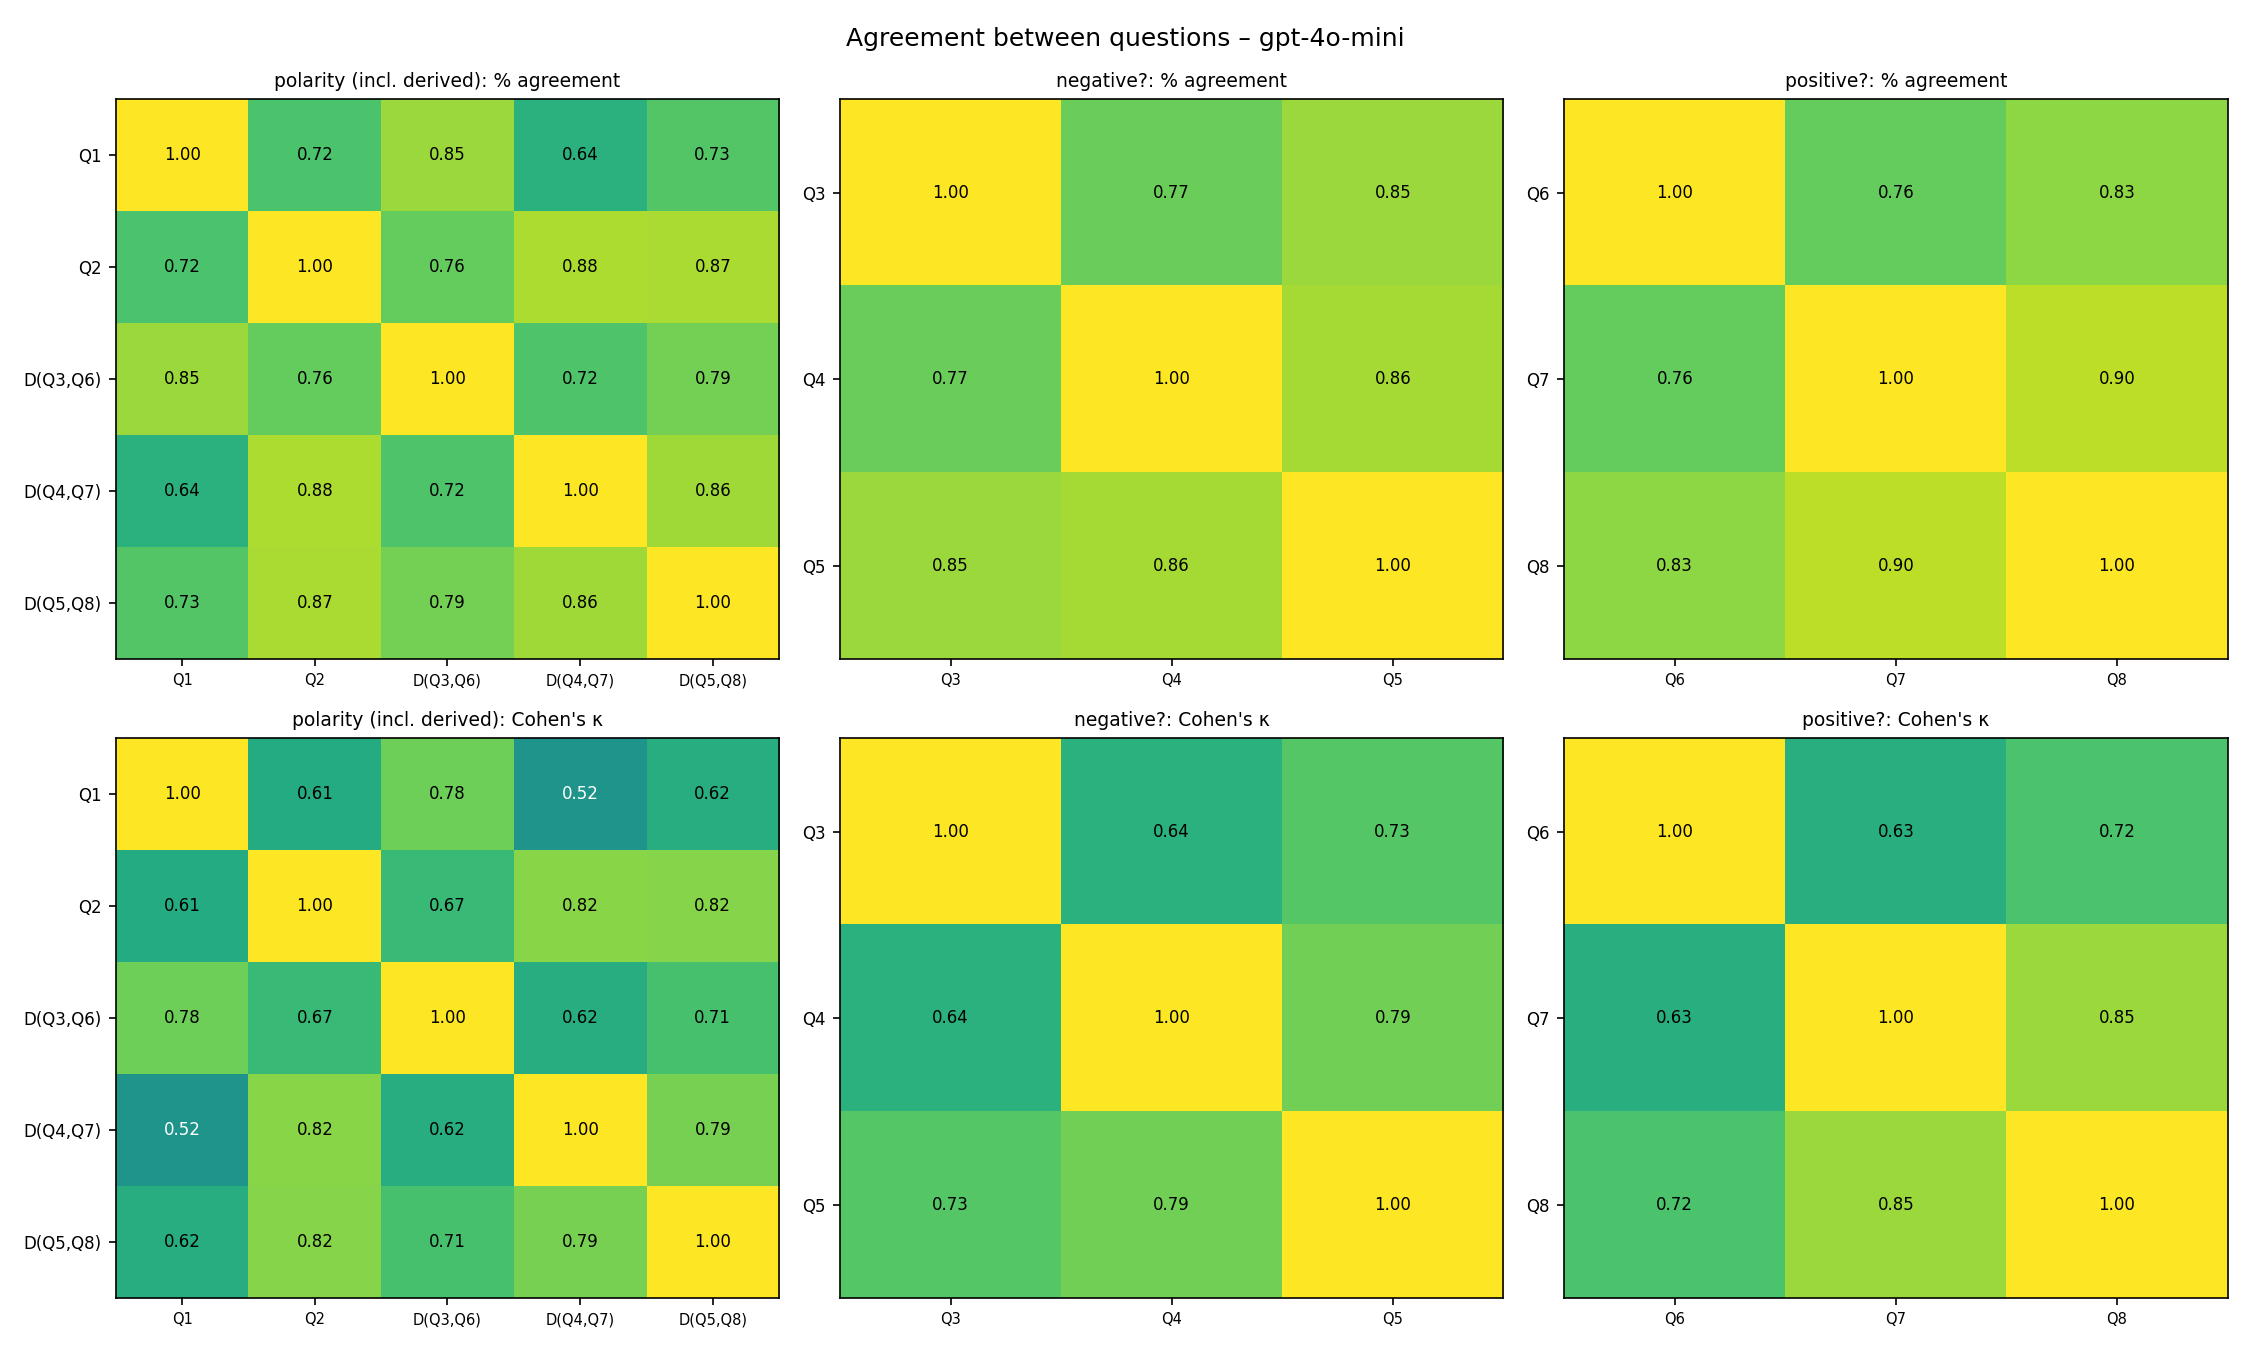 Agreement between questions – gpt-4o-mini
polarity (incl. derived): % agreement
Q1 1.00 0.72 0.85 0.64 0.73
Q2 0.72 1.00 0.76 0.88 0.87
D(Q3,Q6) 0.85 0.76 1.00 0.72 0.79
D(Q4,Q7) 0.64 0.88 0.72 1.00 0.86
D(Q5,Q8) 0.73 0.87 0.79 0.86 1.00
Q1 Q2 D(Q3,Q6) D(Q4,Q7) D(Q5,Q8)
negative?: % agreement
Q3 1.00 0.77 0.85
Q4 0.77 1.00 0.86
Q5 0.85 0.86 1.00
Q3 Q4 Q5
positive?: % agreement
Q6 1.00 0.76 0.83
Q7 0.76 1.00 0.90
Q8 0.83 0.90 1.00
Q6 Q7 Q8
polarity (incl. derived): Cohen's κ
Q1 1.00 0.61 0.78 0.52 0.62
Q2 0.61 1.00 0.67 0.82 0.82
D(Q3,Q6) 0.78 0.67 1.00 0.62 0.71
D(Q4,Q7) 0.52 0.82 0.62 1.00 0.79
D(Q5,Q8) 0.62 0.82 0.71 0.79 1.00
Q1 Q2 D(Q3,Q6) D(Q4,Q7) D(Q5,Q8)
negative?: Cohen's κ
Q3 1.00 0.64 0.73
Q4 0.64 1.00 0.79
Q5 0.73 0.79 1.00
Q3 Q4 Q5
positive?: Cohen's κ
Q6 1.00 0.63 0.72
Q7 0.63 1.00 0.85
Q8 0.72 0.85 1.00
Q6 Q7 Q8